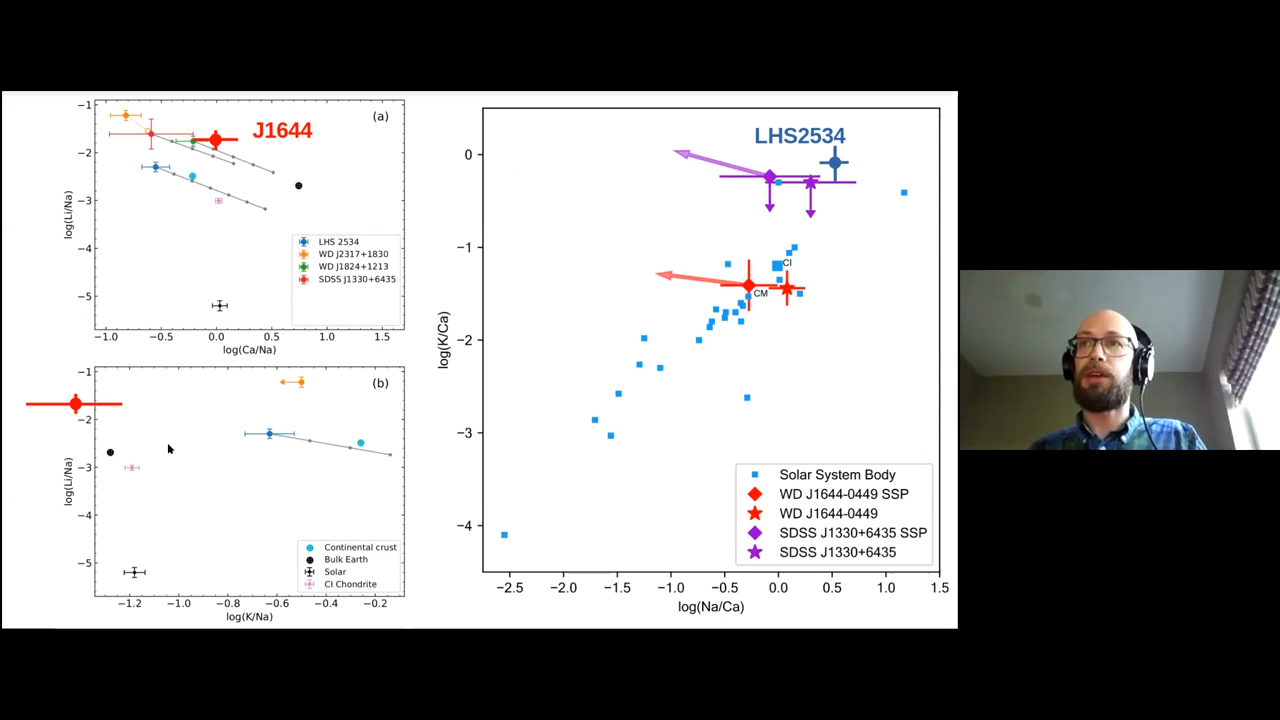 (a)
J1644
−1
−2
−3
−4
−5
log(Li/Na)
LHS 2534
WD J2317+1830
WD J1824+1213
SDSS J1330+6435
−1.0
−0.5
0.0
0.5
1.0
1.5
log(Ca/Na)
(b)
−1
−2
−3
−4
−5
log(Li/Na)
Continental crust
Bulk Earth
Solar
CI Chondrite
−1.2
−1.0
−0.8
−0.6
−0.4
−0.2
log(K/Na)
LHS2534
0
−1
−2
−3
−4
log(K/Ca)
CI
CM
Solar System Body
WD J1644-0449 SSP
WD J1644-0449
SDSS J1330+6435 SSP
SDSS J1330+6435
−2.5
−2.0
−1.5
−1.0
−0.5
0.0
0.5
1.0
1.5
log(Na/Ca)